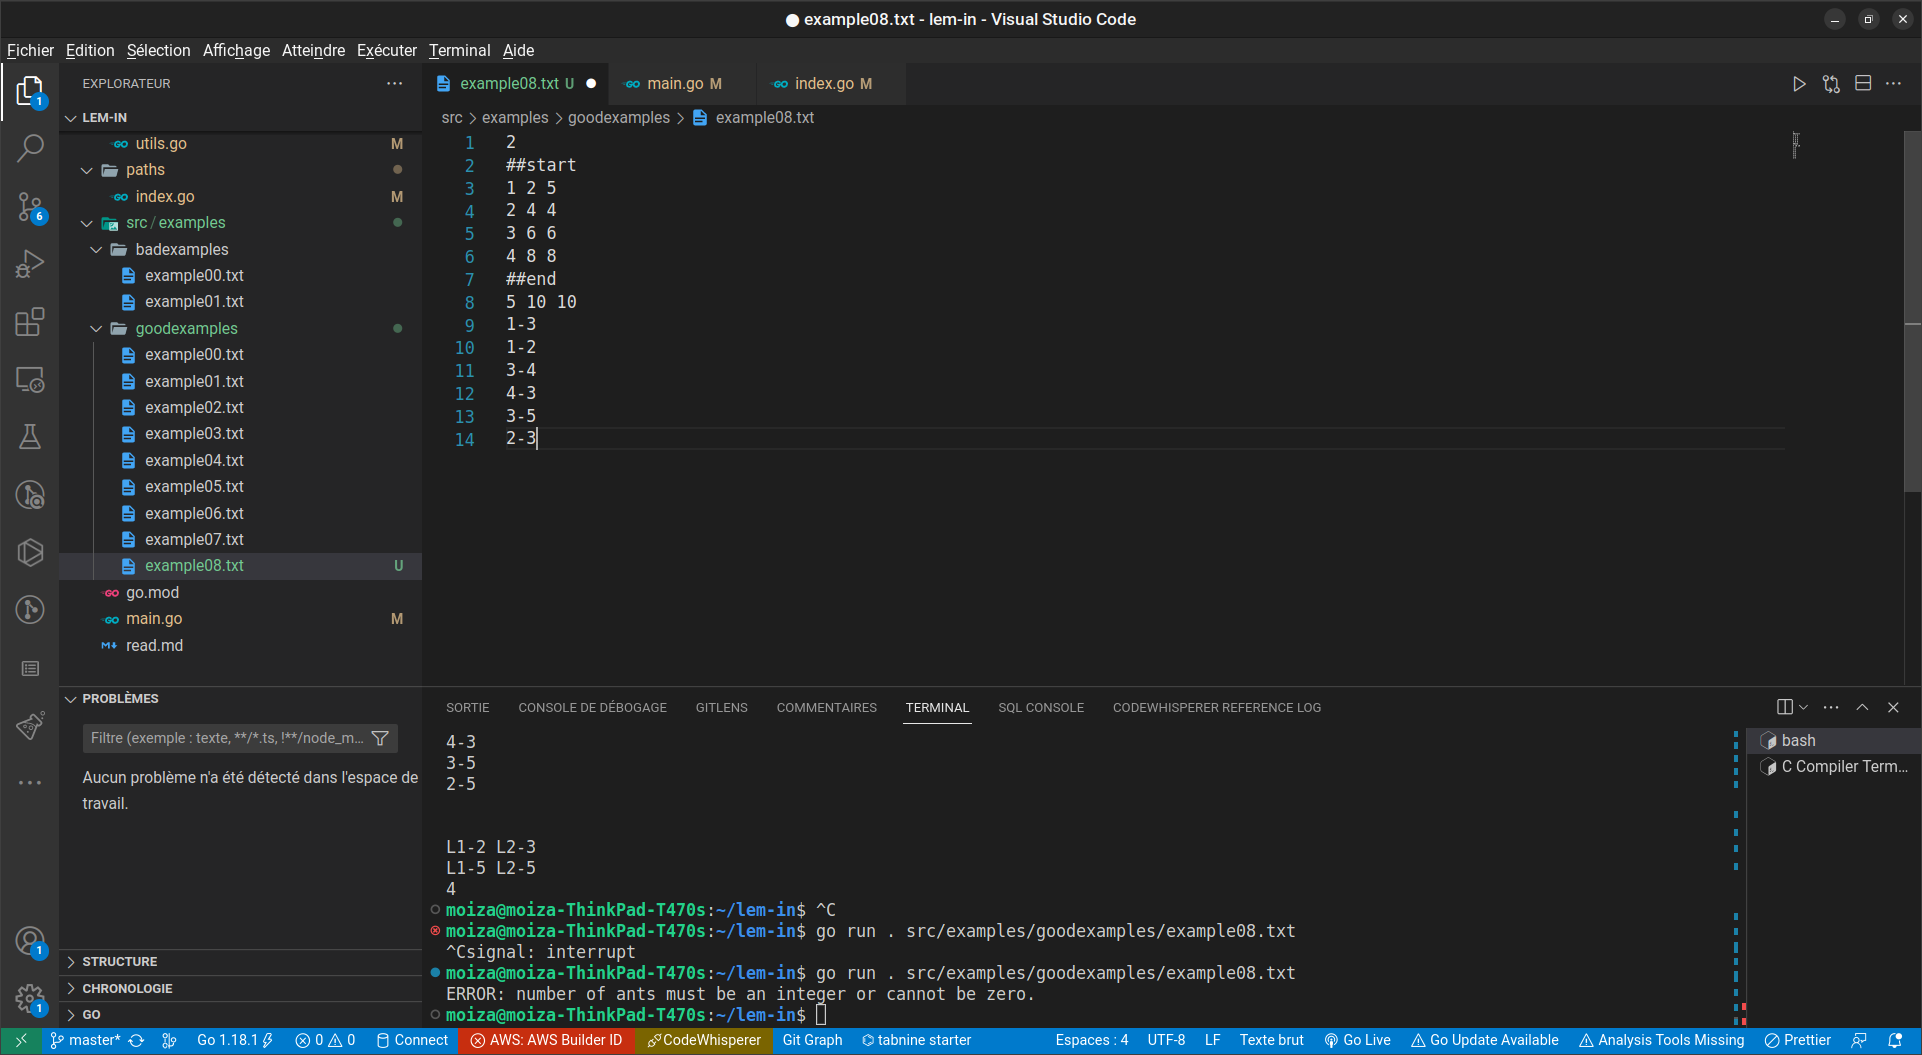 example08.txt - lem-in - Visual Studio Code
Fichier Edition Sélection Affichage Atteindre Exécuter Terminal Aide
EXPLORATEUR
LEM-IN
utils.go M
paths
index.go M
src / examples
badexamples
example00.txt
example01.txt
goodexamples
example00.txt
example01.txt
example02.txt
example03.txt
example04.txt
example05.txt
example06.txt
example07.txt
example08.txt U
go.mod
main.go M
read.md
1
6
1
1
PROBLÈMES
Filtre (exemple : texte, **/*.ts, !**/node_m...
Aucun problème n'a été détecté dans l'espace de
travail.
STRUCTURE
CHRONOLOGIE
GO
example08.txt U main.go M index.go M
src > examples > goodexamples > example08.txt
1 2
2 ##start
3 1 2 5
4 2 4 4
5 3 6 6
6 4 8 8
7 ##end
8 5 10 10
9 1-3
10 1-2
11 3-4
12 4-3
13 3-5
14 2-3
SORTIE CONSOLE DE DÉBOGAGE GITLENS COMMENTAIRES TERMINAL SQL CONSOLE CODEWHISPERER REFERENCE LOG
4-3
3-5
2-5
L1-2 L2-3
L1-5 L2-5
4
moiza@moiza-ThinkPad-T470s:~/lem-in$ ^C
moiza@moiza-ThinkPad-T470s:~/lem-in$ go run . src/examples/goodexamples/example08.txt
^Csignal: interrupt
moiza@moiza-ThinkPad-T470s:~/lem-in$ go run . src/examples/goodexamples/example08.txt
ERROR: number of ants must be an integer or cannot be zero.
moiza@moiza-ThinkPad-T470s:~/lem-in$
bash
C Compiler Term...
master* Go 1.18.1 0 0 Connect AWS: AWS Builder ID CodeWhisperer Git Graph tabnine starter Espaces : 4 UTF-8 LF Texte brut Go Live Go Update Available Analysis Tools Missing Prettier